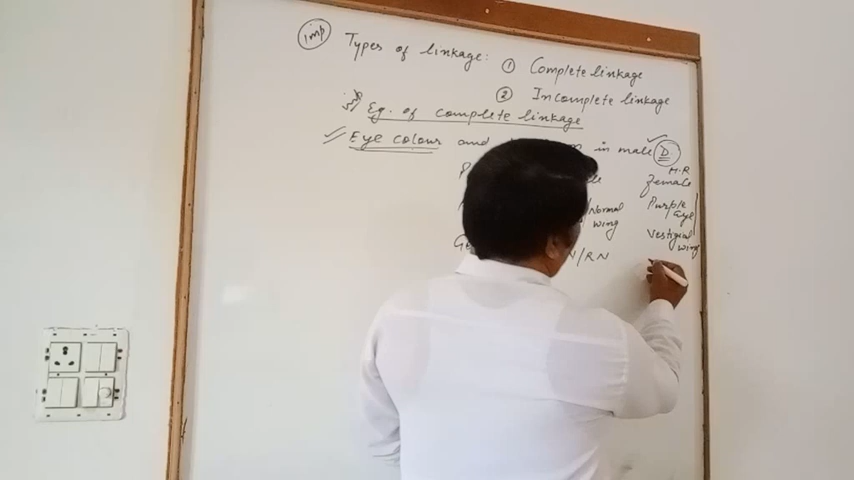 imp Types of linkage: ① Complete linkage
② Incomplete linkage
imp Eg. of complete linkage
Eye colour and in male D.
H.R
female
Normal wing Purple eye
Vestigial wing
N/RN